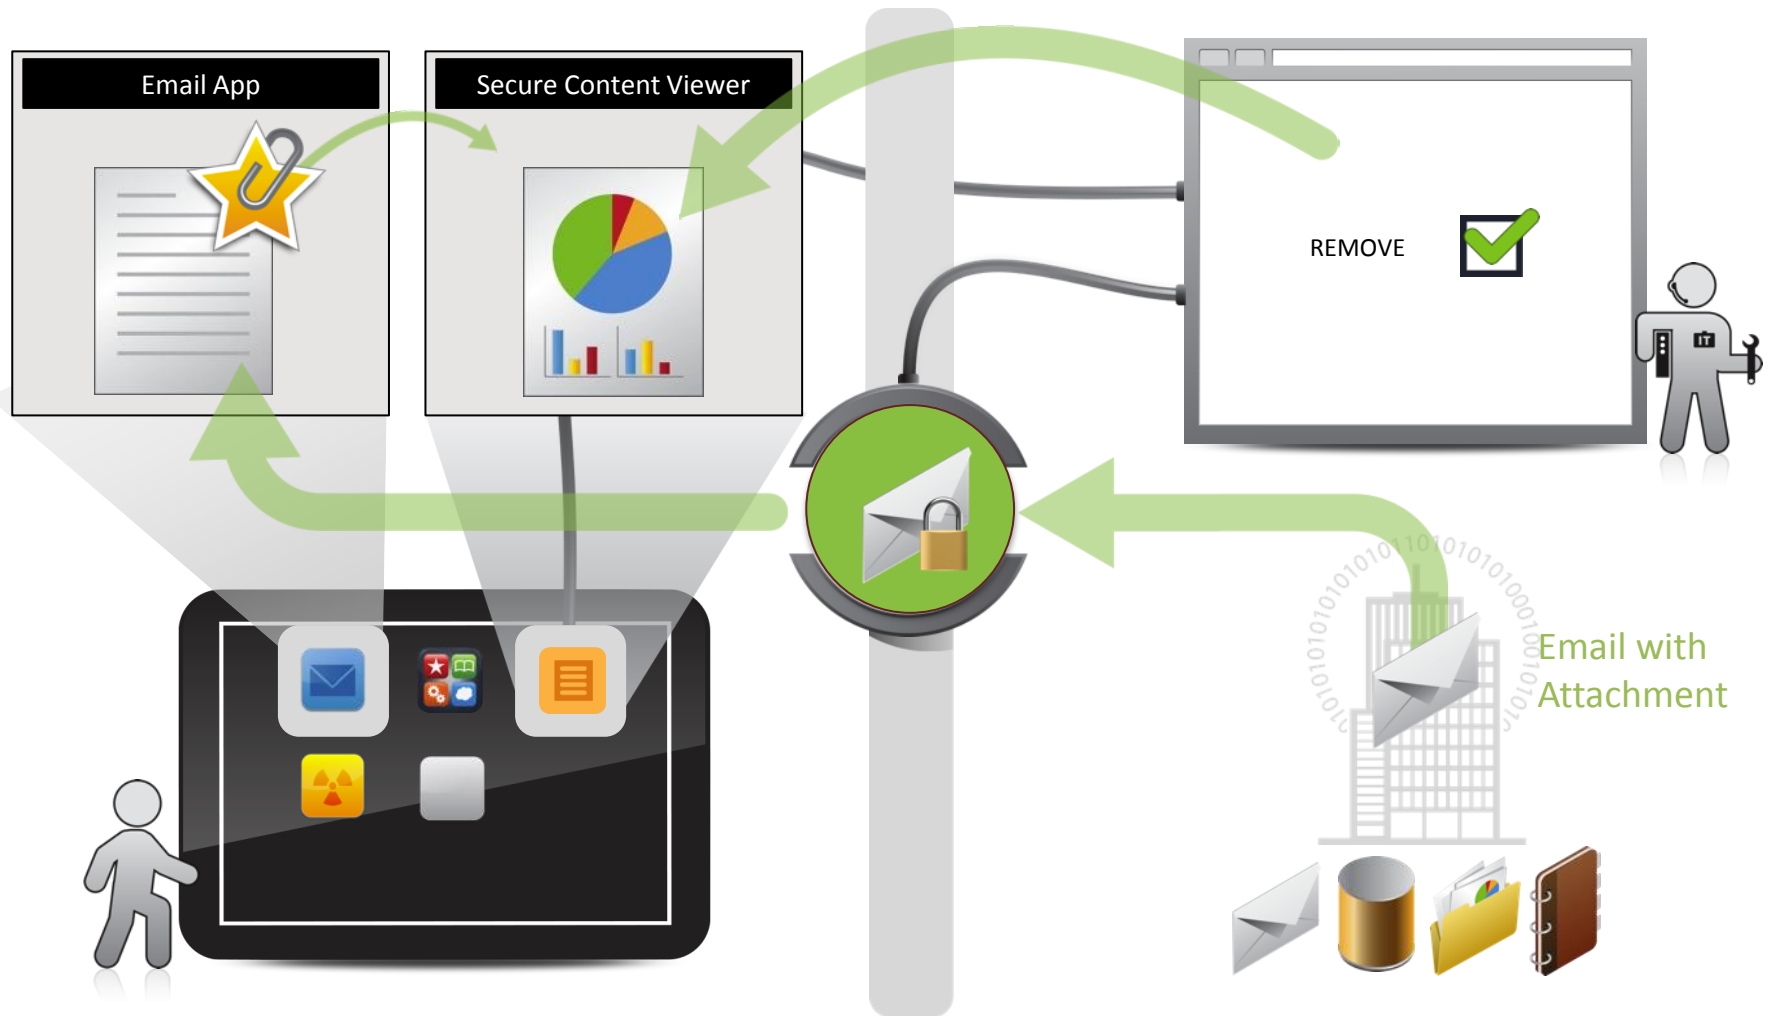 Email App
Secure Content Viewer
REMOVE
IT
Email with
Attachment